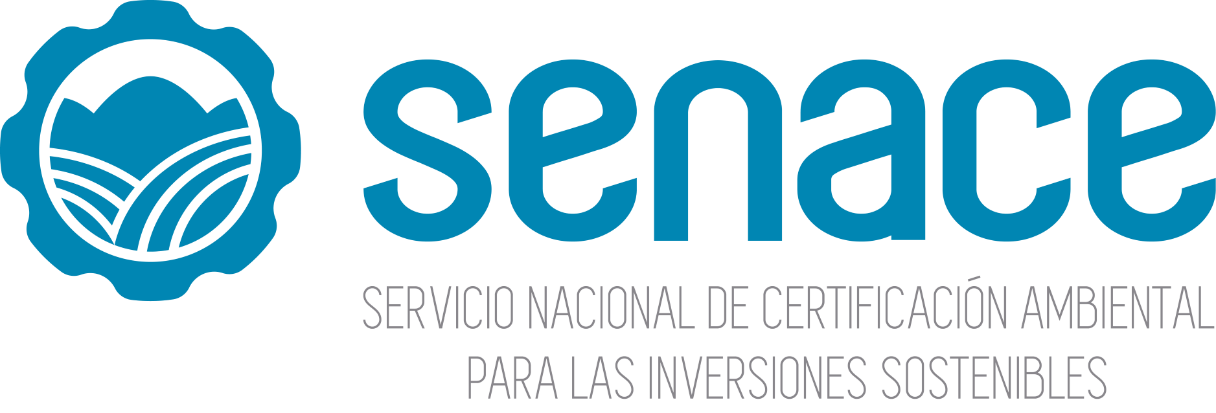 senace
SERVICIO NACIONAL DE CERTIFICACIÓN AMBIENTAL
PARA LAS INVERSIONES SOSTENIBLES